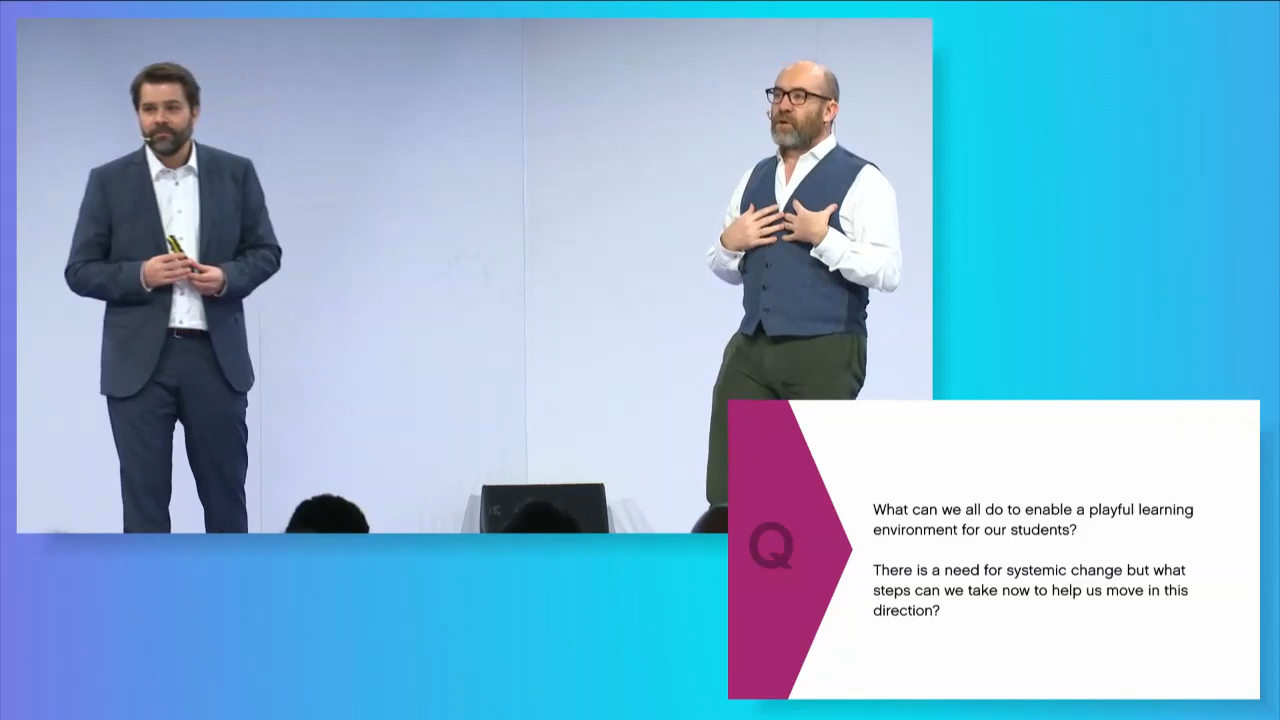 Q
What can we all do to enable a playful learning
environment for our students?
There is a need for systemic change but what
steps can we take now to help us move in this
direction?